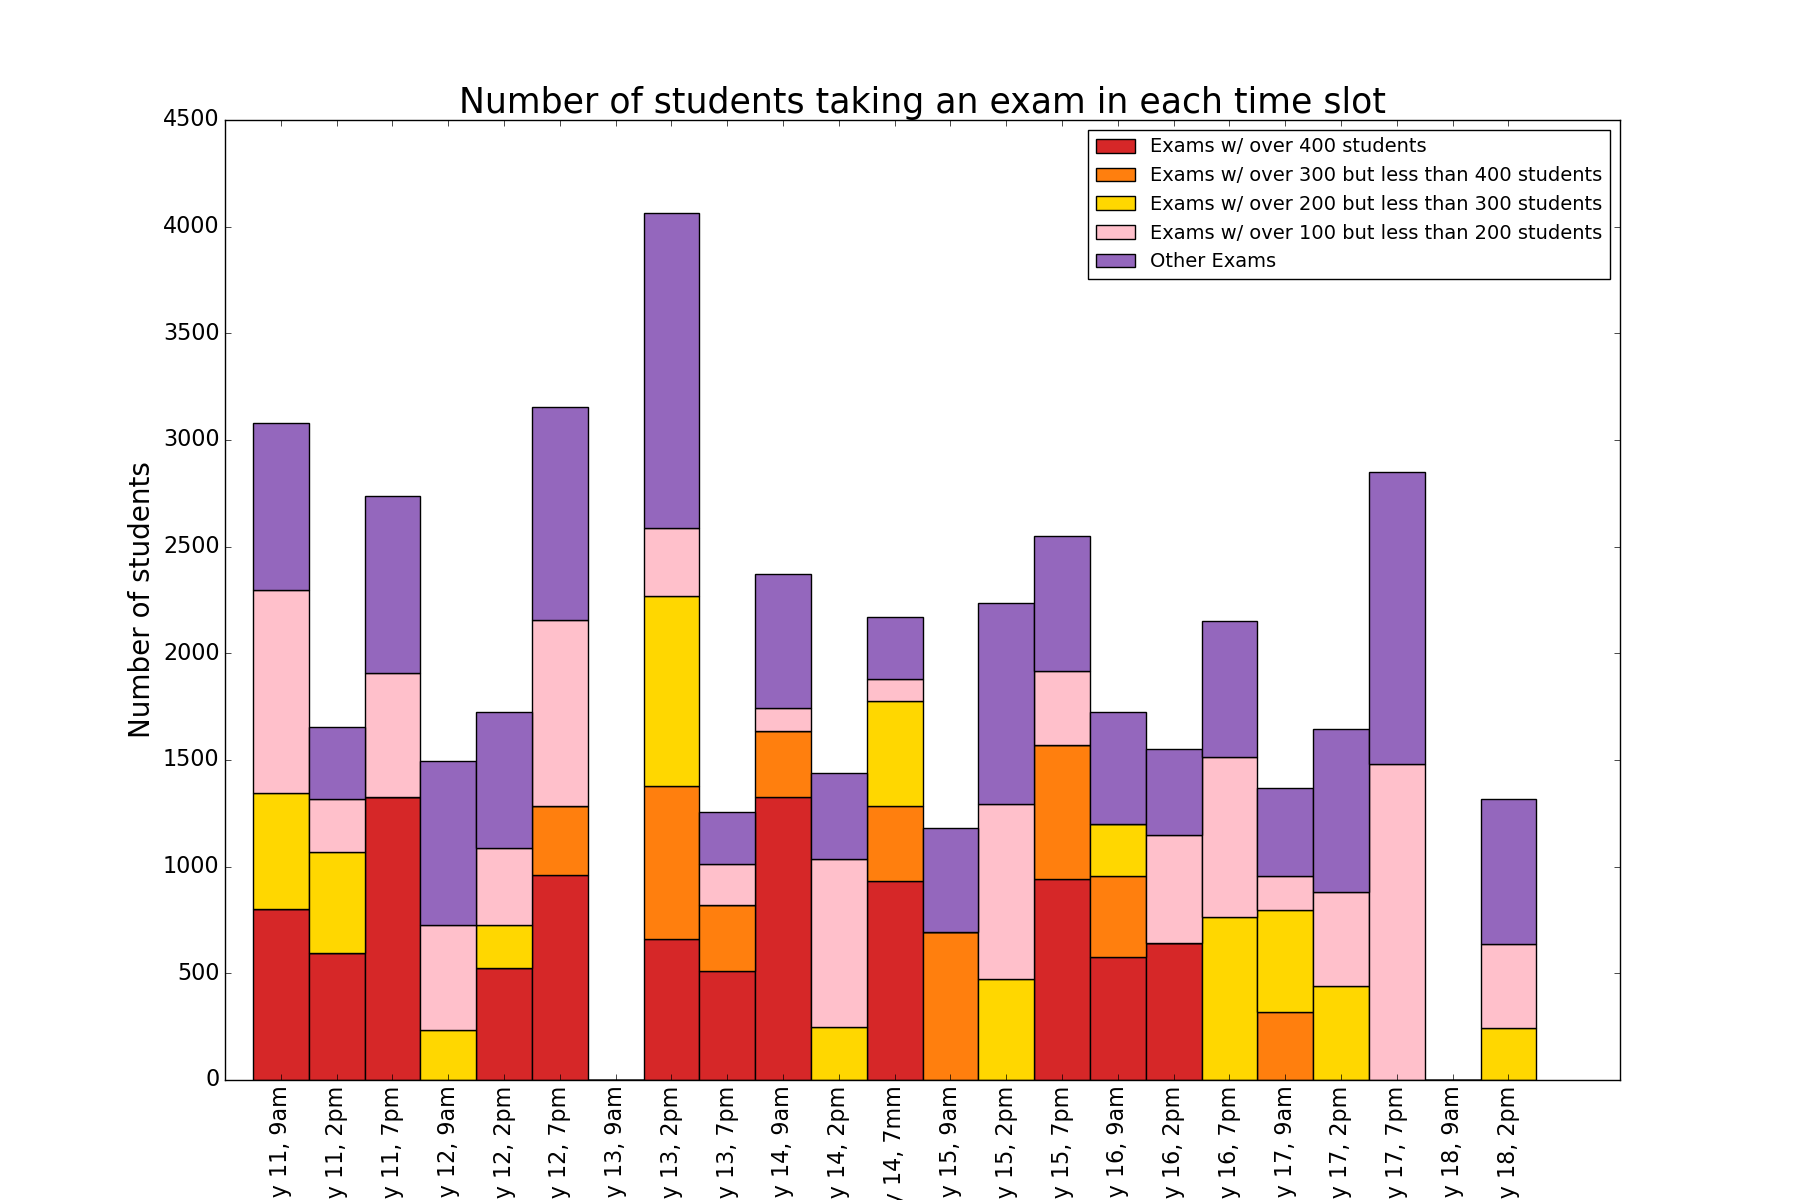 Number of students taking an exam in each time slot
Exams w/ over 400 students
Exams w/ over 300 but less than 400 students
Exams w/ over 200 but less than 300 students
Exams w/ over 100 but less than 200 students
Other Exams
Number of students
4500
4000
3500
3000
2500
2000
1500
1000
500
0
y 11, 9am
y 11, 2pm
y 11, 7pm
y 12, 9am
y 12, 2pm
y 12, 7pm
y 13, 9am
y 13, 2pm
y 13, 7pm
y 14, 9am
y 14, 2pm
y 14, 7mm
y 15, 9am
y 15, 2pm
y 15, 7pm
y 16, 9am
y 16, 2pm
y 16, 7pm
y 17, 9am
y 17, 2pm
y 17, 7pm
y 18, 9am
y 18, 2pm